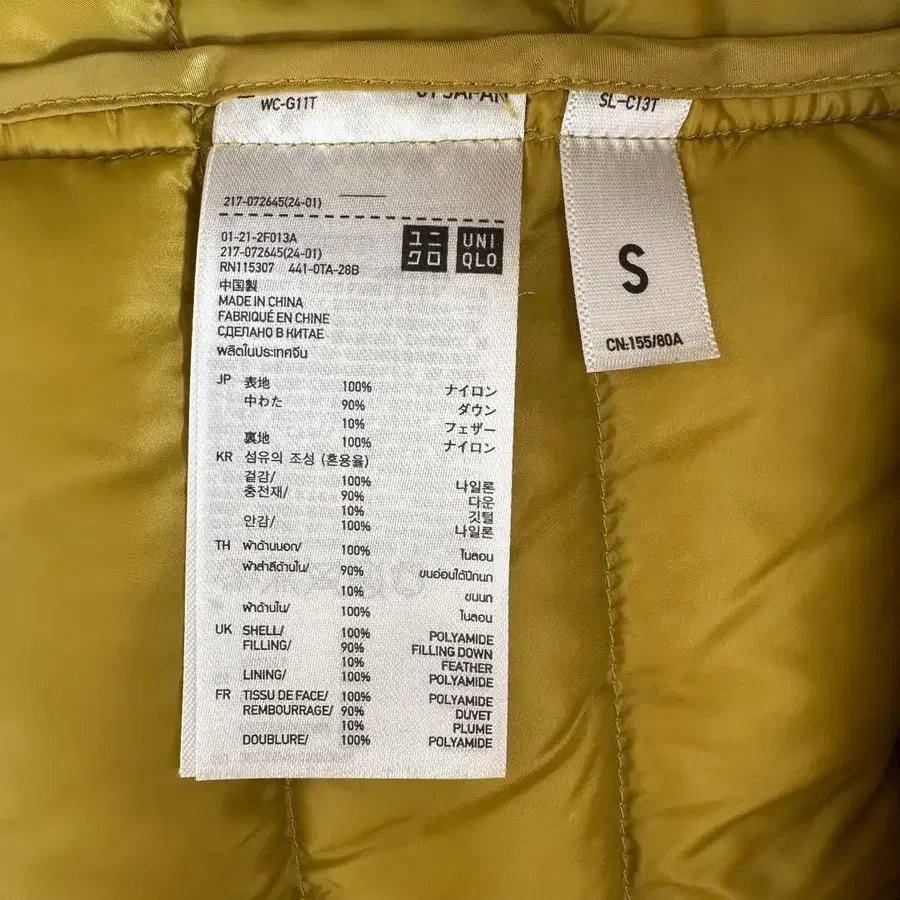 WC-G11T
SL-C13T
217-072645(24-01)
01-21-2F013A
217-072645(24-01)
RN115307 441-0TA-28B
ユニクロ
UNIQLO
中国製
MADE IN CHINA
FABRIQUÉ EN CHINE
СДЕЛАНО В КИТАЕ
ผลิตในประเทศจีน
S
CN:155/80A
JP 表地 100% ナイロン
中わた 90% ダウン
10% フェザー
裏地 100% ナイロン
KR 섬유의 조성 (혼용율)
겉감/ 100% 나일론
충전재/ 90% 다운
10% 깃털
안감/ 100% 나일론
TH ผ้าด้านนอก/ 100% ไนลอน
ผ้าสำลีด้านใน/ 90% ขนอ่อนใต้ปีกนก
10% ขนนก
ผ้าด้านใน/ 100% ไนลอน
UK SHELL/ 100% POLYAMIDE
FILLING/ 90% FILLING DOWN
10% FEATHER
LINING/ 100% POLYAMIDE
FR TISSU DE FACE/ 100% POLYAMIDE
REMBOURRAGE/ 90% DUVET
10% PLUME
DOUBLURE/ 100% POLYAMIDE